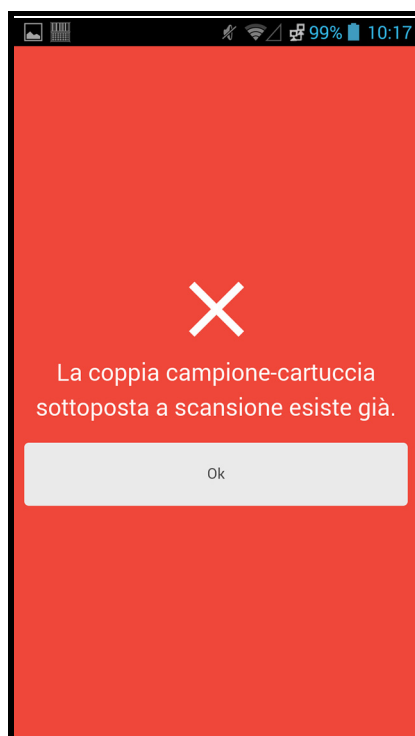 99% 10:17
La coppia campione-cartuccia
sottoposta a scansione esiste già.
Ok